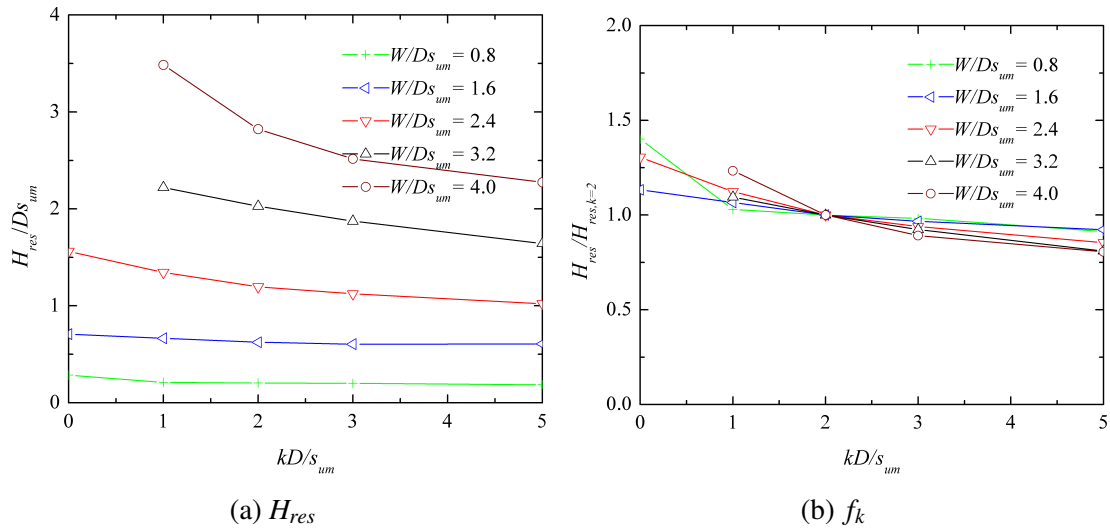 4
3
2
1
0
H_res/Ds_um
W/Ds_um = 0.8
W/Ds_um = 1.6
W/Ds_um = 2.4
W/Ds_um = 3.2
W/Ds_um = 4.0
0 1 2 3 4 5
kD/s_um
(a) H_res
2.0
1.5
1.0
0.5
0.0
H_res/H_res,k=2
W/Ds_um = 0.8
W/Ds_um = 1.6
W/Ds_um = 2.4
W/Ds_um = 3.2
W/Ds_um = 4.0
0 1 2 3 4 5
kD/s_um
(b) f_k